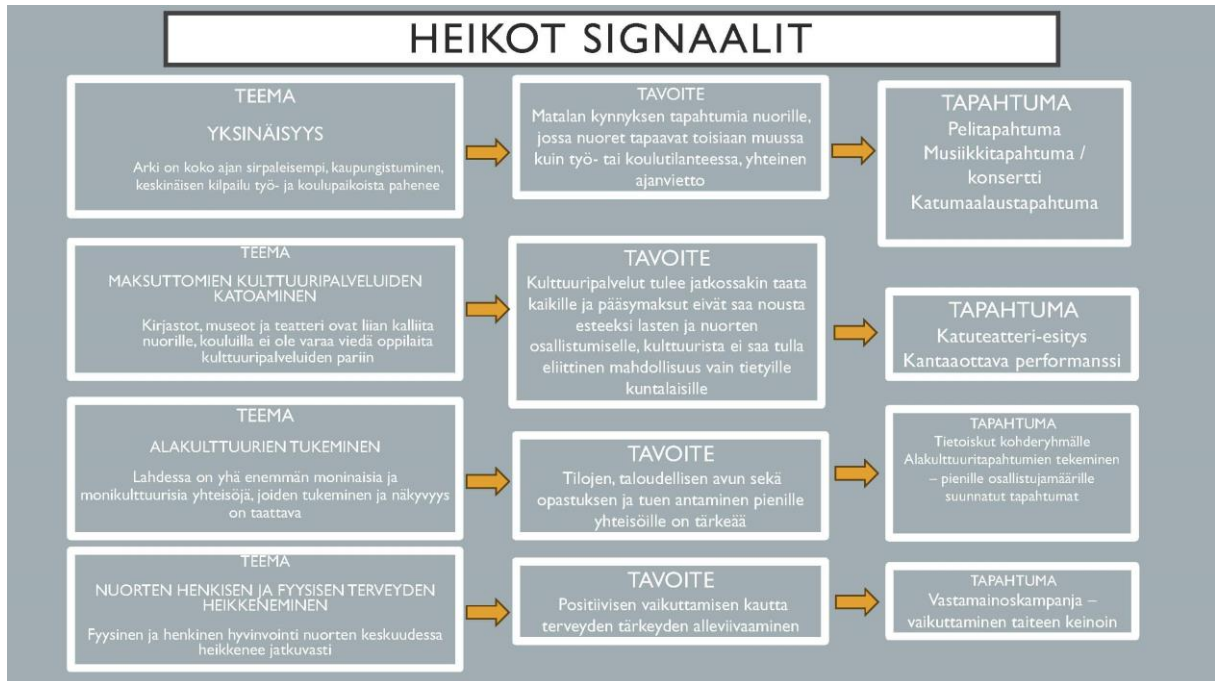 HEIKOT SIGNAALIT
TEEMA
YKSINÄISYYS
Arki on koko ajan sirpaleisempi, kaupungistuminen,
keskinäisen kilpailu työ- ja koulupaikoista pahenee
TAVOITE
Matalan kynnyksen tapahtumia nuorille,
jossa nuoret tapaavat toisiaan muussa
kuin työ- tai koulutilanteessa, yhteinen
ajanvietto
TAPAHTUMA
Pelitapahtuma
Musiikkitapahtuma /
konsertti
Katumaalaustapahtuma
TEEMA
MAKSUTTOMIEN KULTTUURIPALVELUIDEN
KATOAMINEN
Kirjastot, museot ja teatteri ovat liian kalliita
nuorille, kouluilla ei ole varaa viedä oppilaita
kulttuuripalveluiden pariin
TAVOITE
Kulttuuripalvelut tulee jatkossakin taata
kaikille ja pääsymaksut eivät saa nousta
esteeksi lasten ja nuorten
osallistumiselle, kulttuurista ei saa tulla
eliittinen mahdollisuus vain tietyille
kuntalaisille
TAPAHTUMA
Katuteatteri-esitys
Kantaaottava performanssi
TEEMA
ALAKULTTUURIEN TUKEMINEN
Lahdessa on yhä enemmän moninaisia ja
monikulttuurisia yhteisöjä, joiden tukeminen ja näkyvyys
on taattava
TAVOITE
Tilojen, taloudellisen avun sekä
opastuksen ja tuen antaminen pienille
yhteisöille on tärkeää
TAPAHTUMA
Tietoiskut kohderyhmälle
Alakulttuuritapahtumien tekeminen
– pienille osallistujamäärille
suunnatut tapahtumat
TEEMA
NUORTEN HENKISEN JA FYYSISEN TERVEYDEN
HEIKKENEMINEN
Fyysinen ja henkinen hyvinvointi nuorten keskuudessa
heikkenee jatkuvasti
TAVOITE
Positiivisen vaikuttamisen kautta
terveyden tärkeyden alleviivaaminen
TAPAHTUMA
Vastamainoskampanja –
vaikuttaminen taiteen keinoin